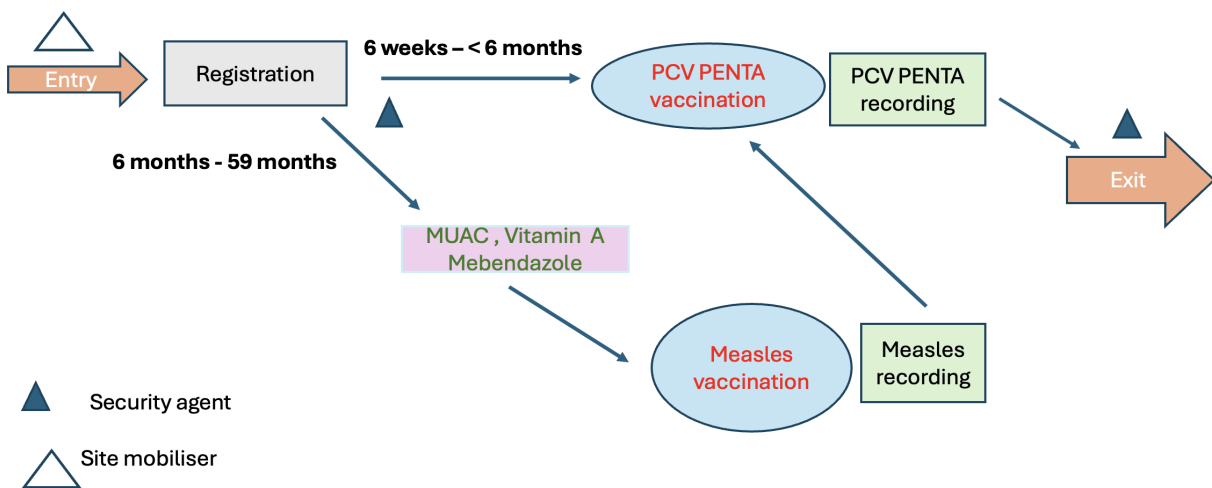 Entry
Registration
6 weeks – < 6 months
PCV PENTA
vaccination
PCV PENTA
recording
Exit
6 months - 59 months
MUAC , Vitamin A
Mebendazole
Measles
vaccination
Measles
recording
Security agent
Site mobiliser